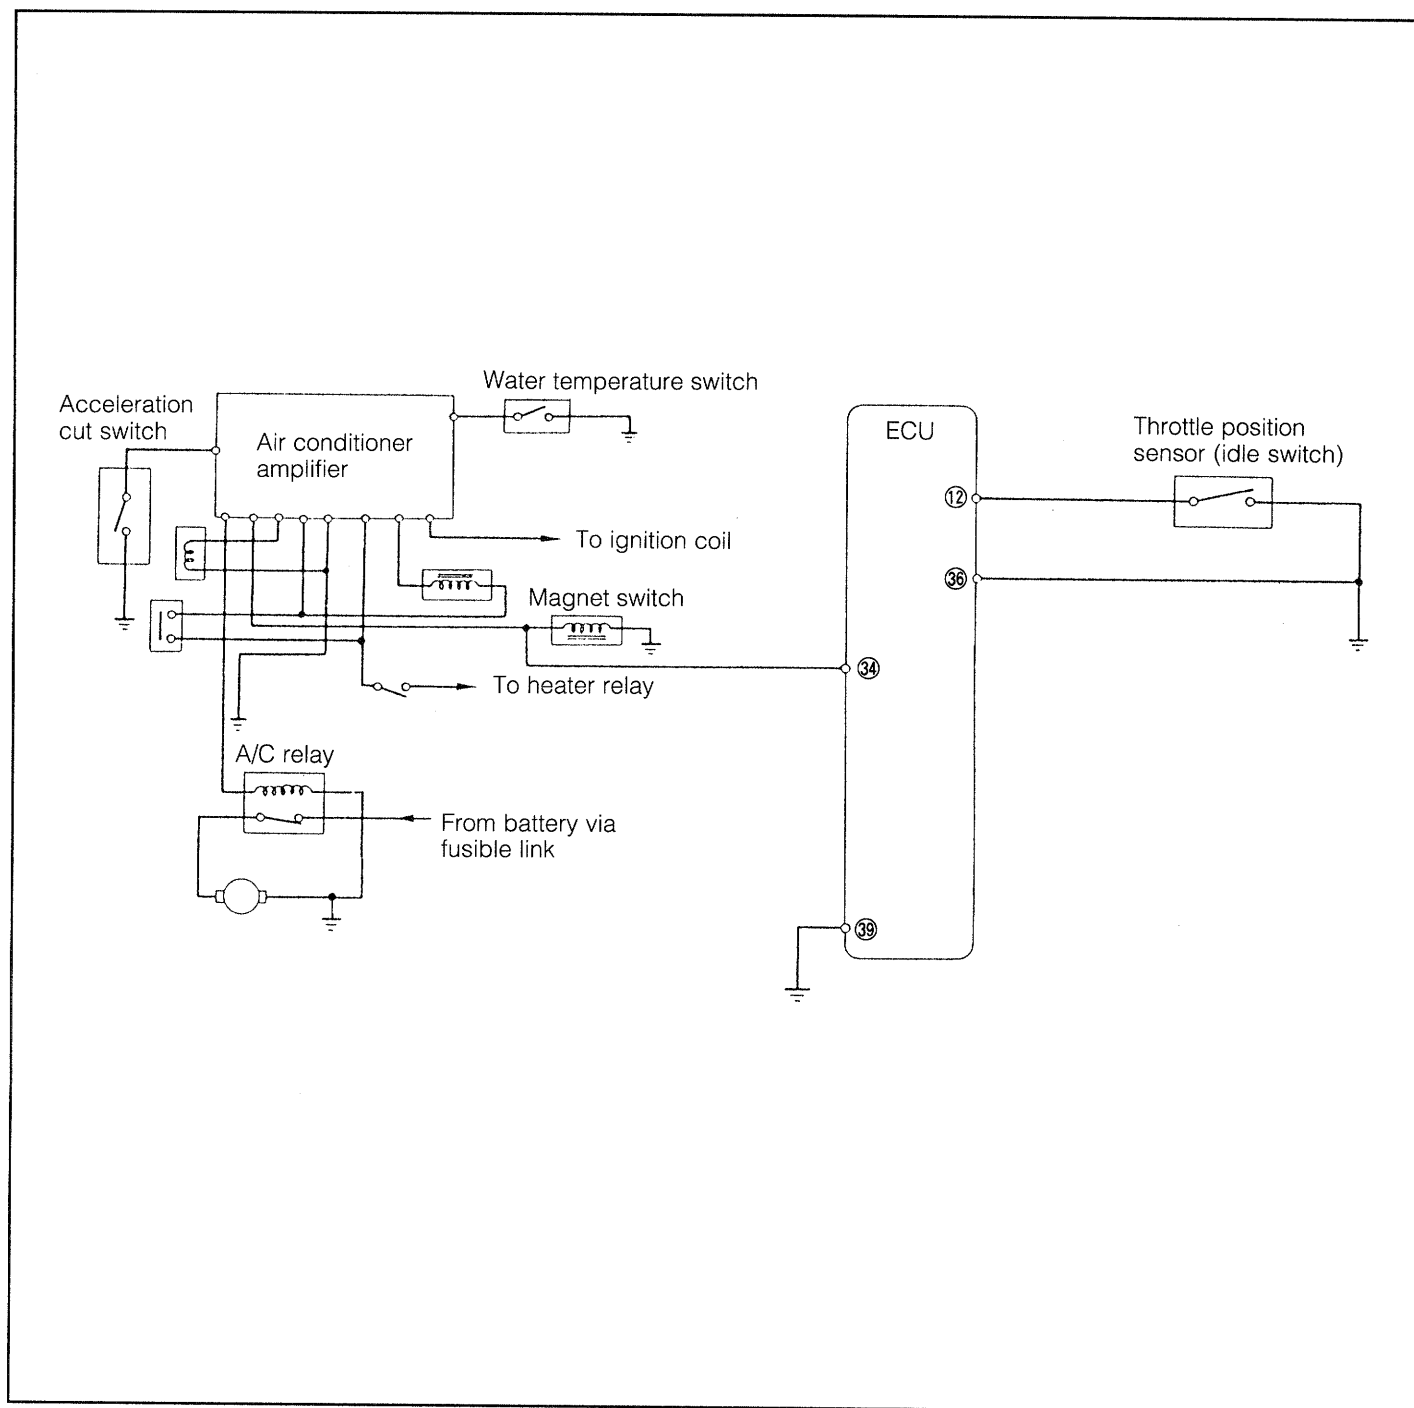 Water temperature switch
Acceleration
cut switch
Air conditioner
amplifier
ECU
Throttle position
sensor (idle switch)
12
To ignition coil
36
Magnet switch
34
To heater relay
A/C relay
From battery via
fusible link
39